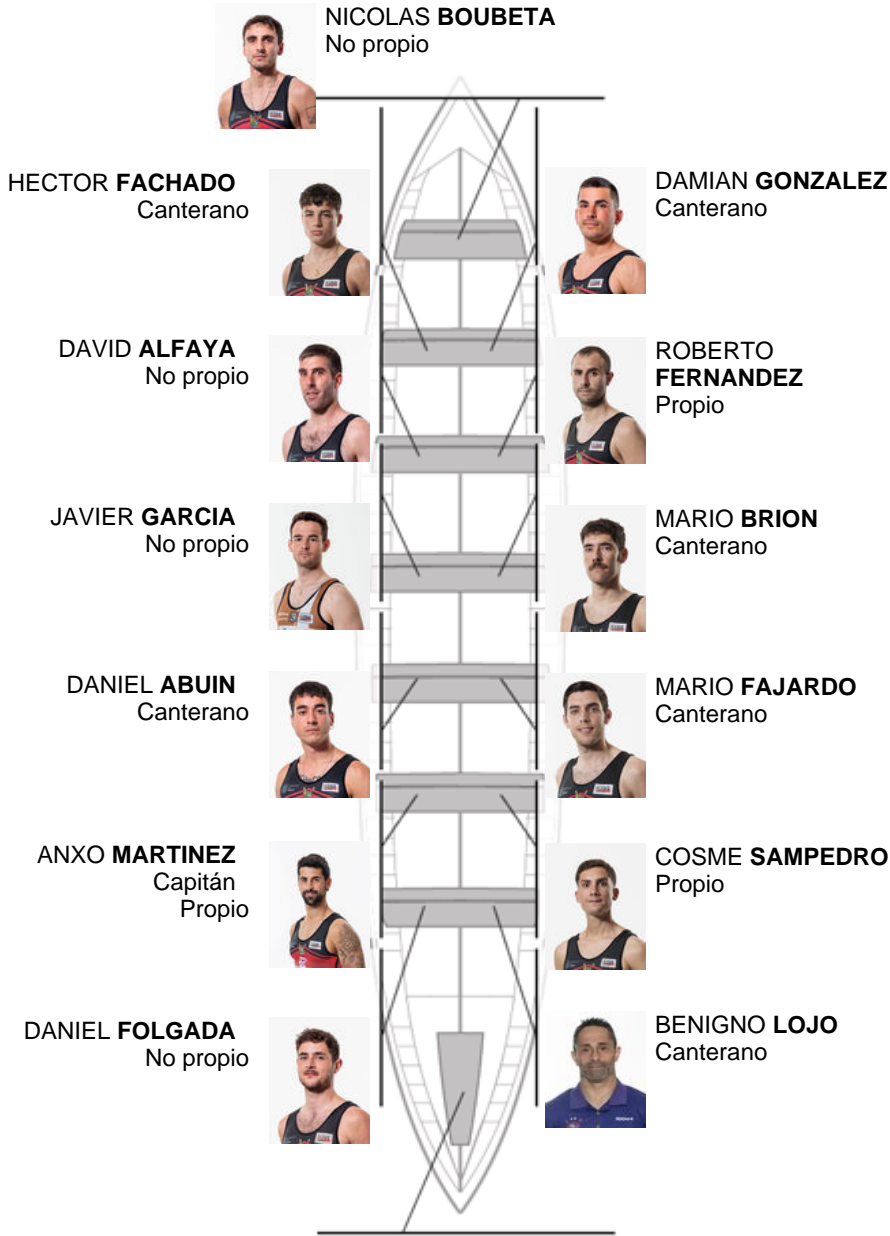 NICOLAS BOUBETA
No propio
HECTOR FACHADO
Canterano
DAMIAN GONZALEZ
Canterano
DAVID ALFAYA
No propio
ROBERTO
FERNANDEZ
Propio
JAVIER GARCIA
No propio
MARIO BRION
Canterano
DANIEL ABUIN
Canterano
MARIO FAJARDO
Canterano
ANXO MARTINEZ
Capitán
Propio
COSME SAMPEDRO
Propio
DANIEL FOLGADA
No propio
BENIGNO LOJO
Canterano